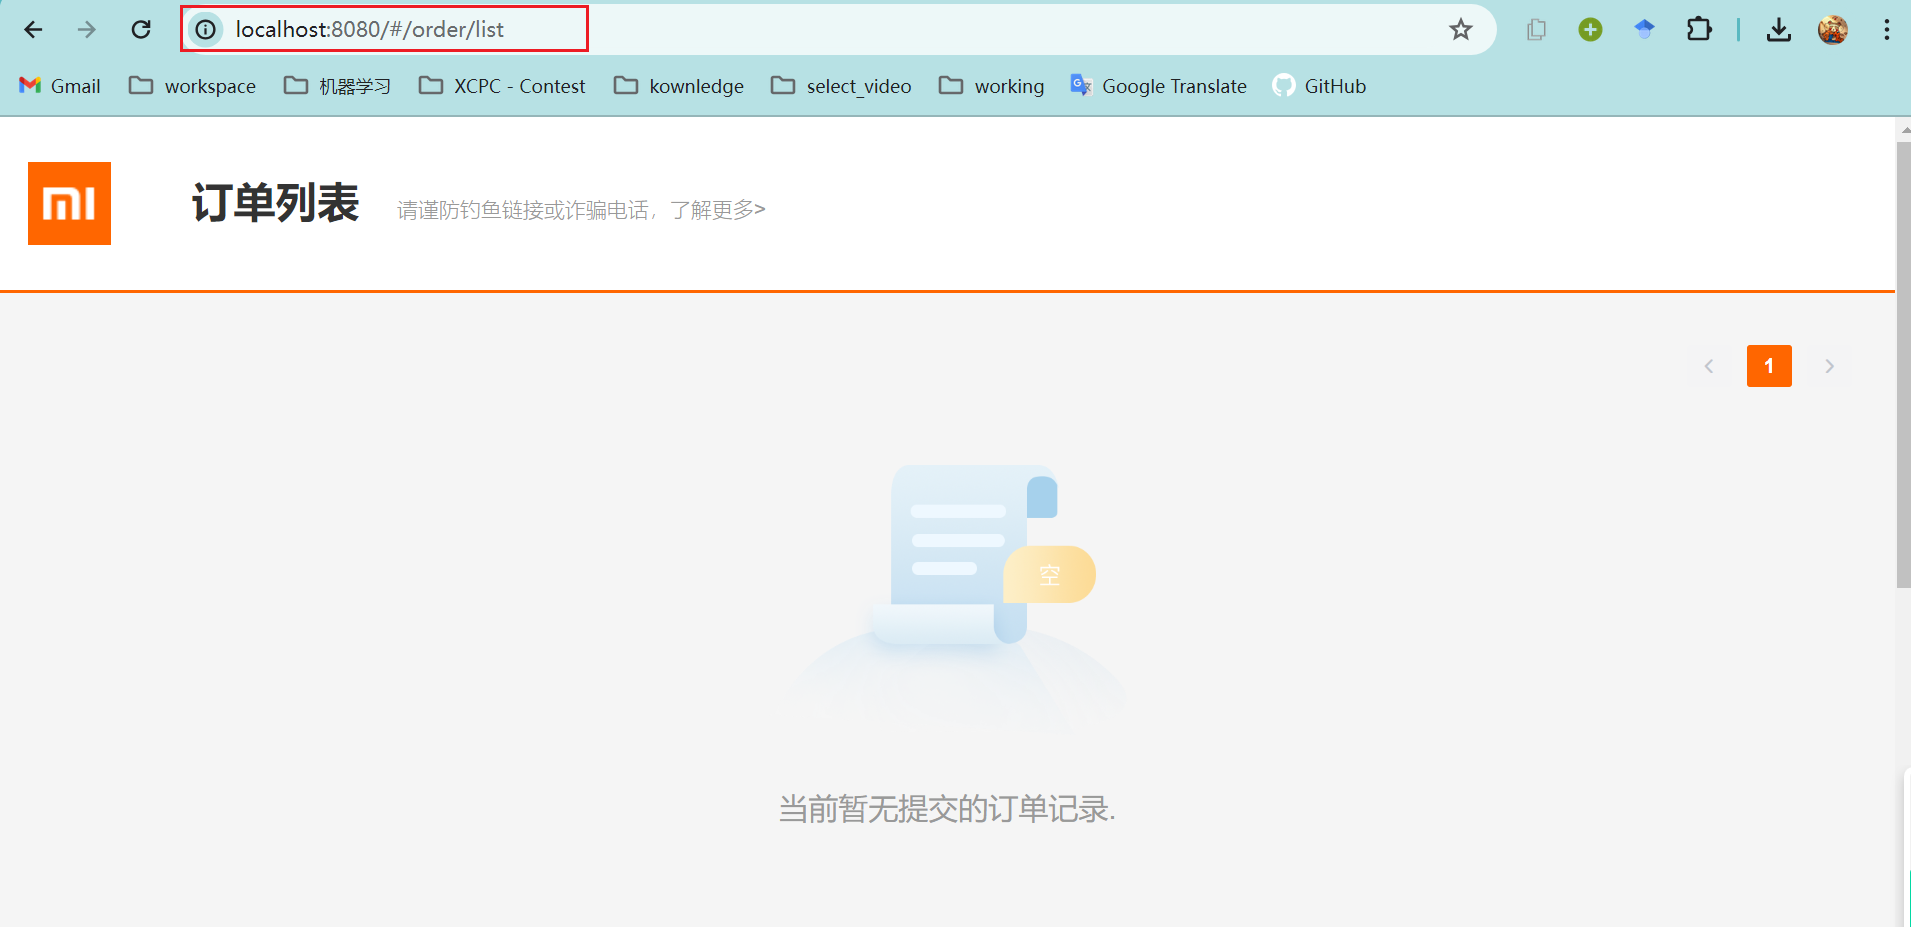 localhost:8080/#/order/list
Gmail workspace 机器学习 XCPC - Contest kownledge select_video working Google Translate GitHub
mi 订单列表 请谨防钓鱼链接或诈骗电话，了解更多>
1
空
当前暂无提交的订单记录.